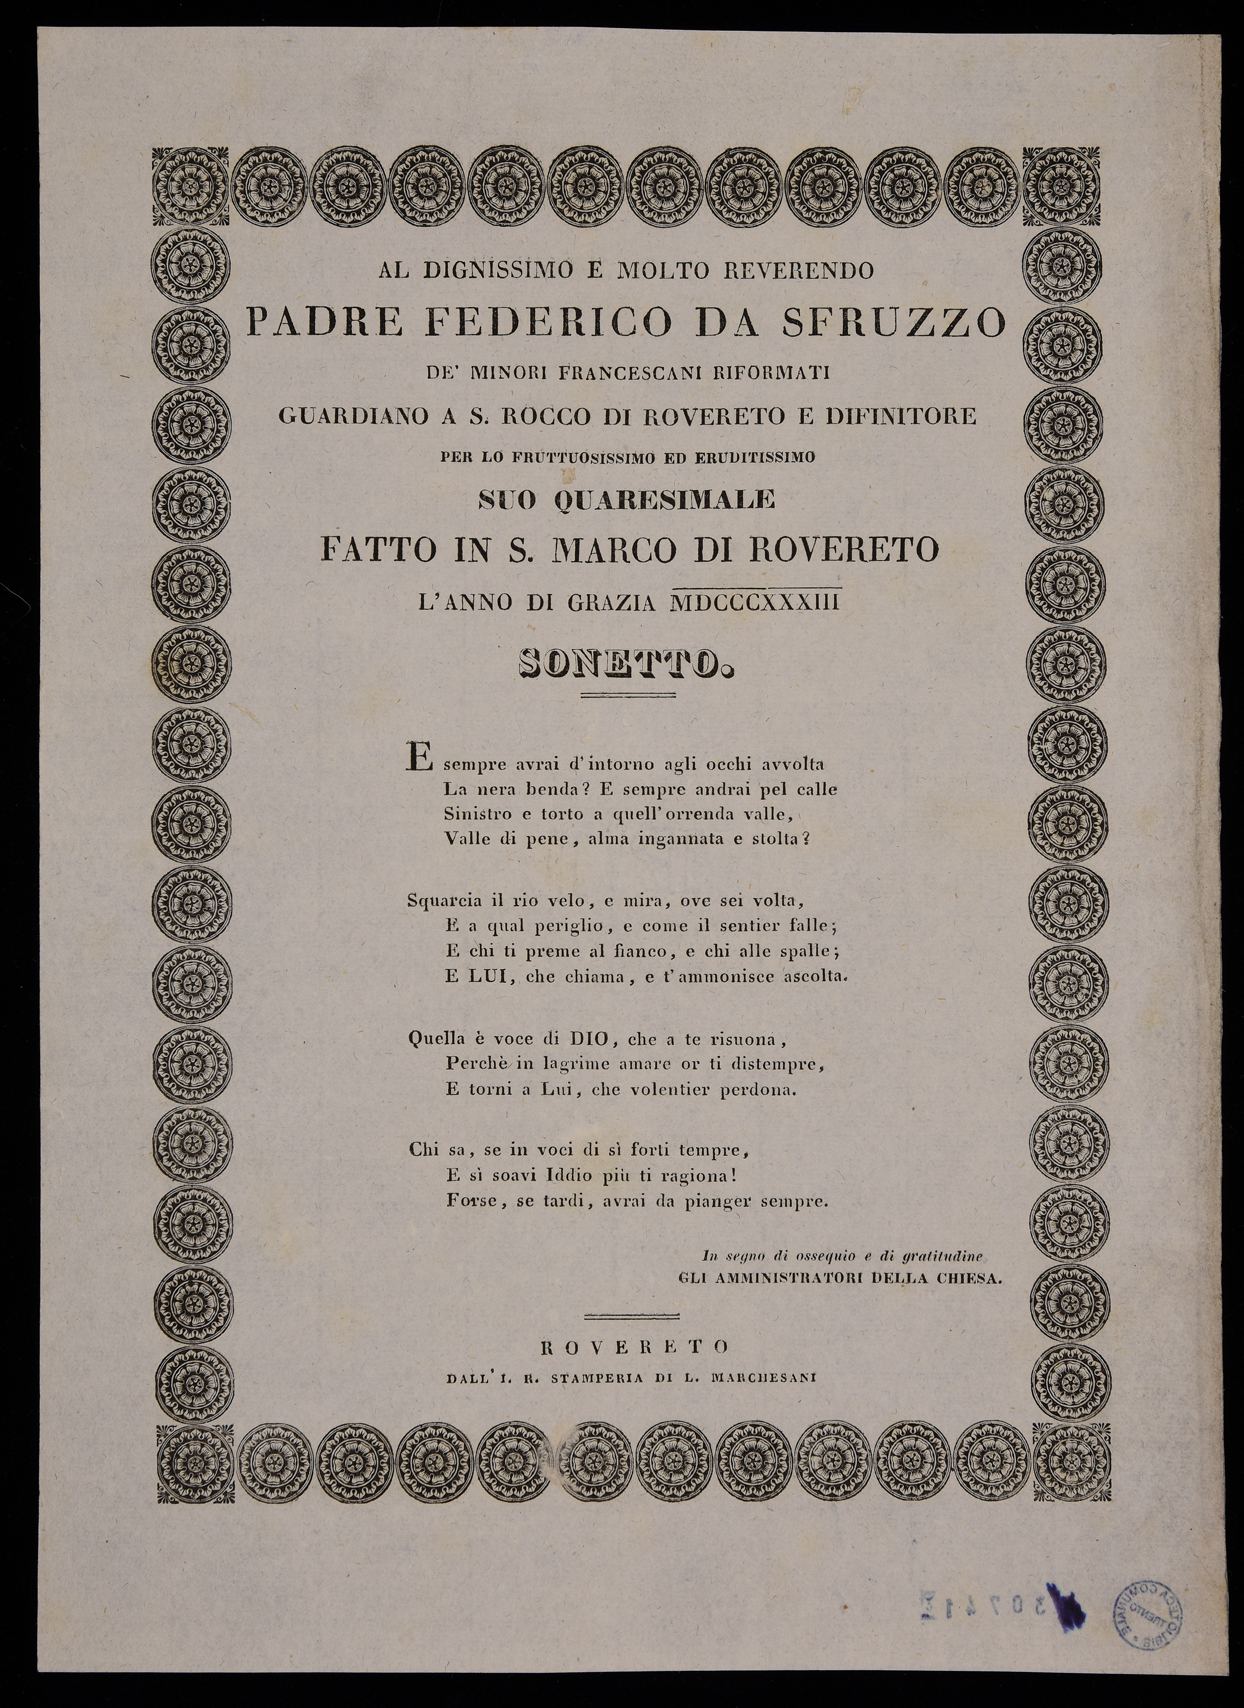 AL DIGNISSIMO E MOLTO REVERENDO
PADRE FEDERICO DA SFRUZZO
DE' MINORI FRANCESCANI RIFORMATI
GUARDIANO A S. ROCCO DI ROVERETO E DIFINITORE
PER LO FRUTTUOSISSIMO ED ERUDITISSIMO
SUO QUARESIMALE
FATTO IN S. MARCO DI ROVERETO
L'ANNO DI GRAZIA MDCCCXXXIII
SONETTO.
E sempre avrai d'intorno agli occhi avvolta
La nera benda? E sempre andrai pel calle
Sinistro e torto a quell'orrenda valle,
Valle di pene, alma ingannata e stolta?
Squarcia il rio velo, e mira, ove sei volta,
E a qual periglio, e come il sentier falle;
E chi ti preme al fianco, e chi alle spalle;
E LUI, che chiama, e t'ammonisce ascolta.
Quella è voce di DIO, che a te risuona,
Perchè in lagrime amare or ti distempre,
E torni a Lui, che volentier perdona.
Chi sa, se in voci di sì forti tempre,
E sì soavi Iddio più ti ragiona!
Forse, se tardi, avrai da pianger sempre.
In segno di ossequio e di gratitudine
GLI AMMINISTRATORI DELLA CHIESA.
ROVERETO
DALL' I. R. STAMPERIA DI L. MARCHESANI
BIBLIOTECA COMUNALE
TRENTO